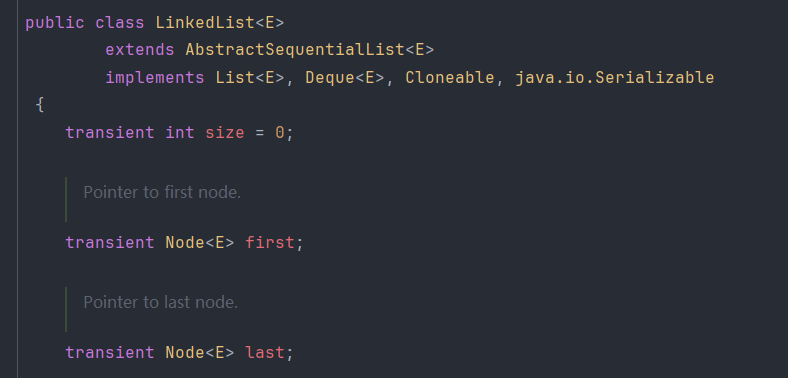 public class LinkedList<E>
extends AbstractSequentialList<E>
implements List<E>, Deque<E>, Cloneable, java.io.Serializable
{
transient int size = 0;
Pointer to first node.
transient Node<E> first;
Pointer to last node.
transient Node<E> last;